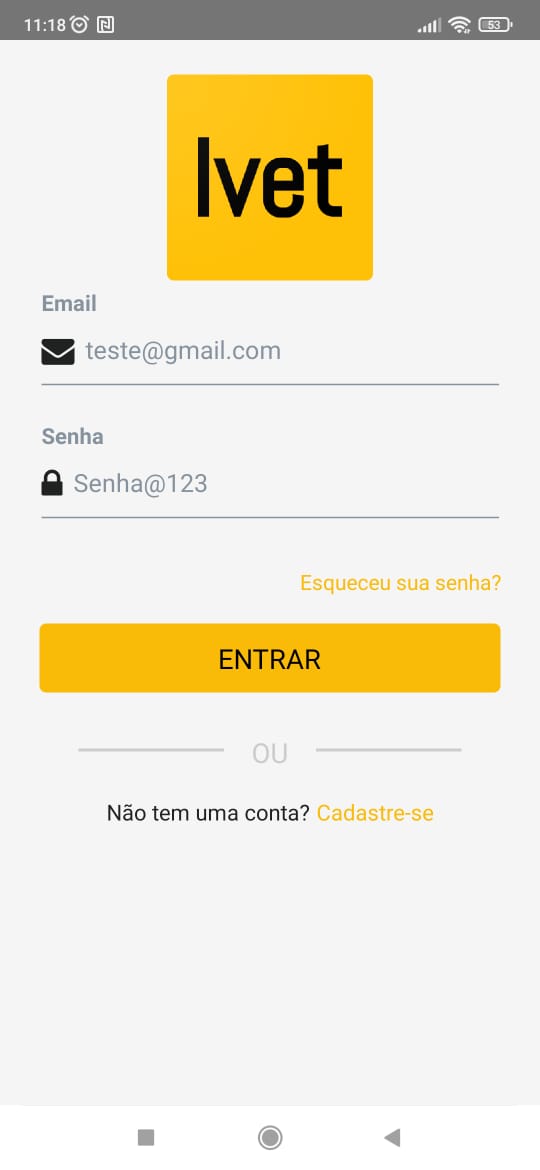 11:18
53
Ivet
Email
teste@gmail.com
Senha
Senha@123
Esqueceu sua senha?
ENTRAR
OU
Não tem uma conta? Cadastre-se